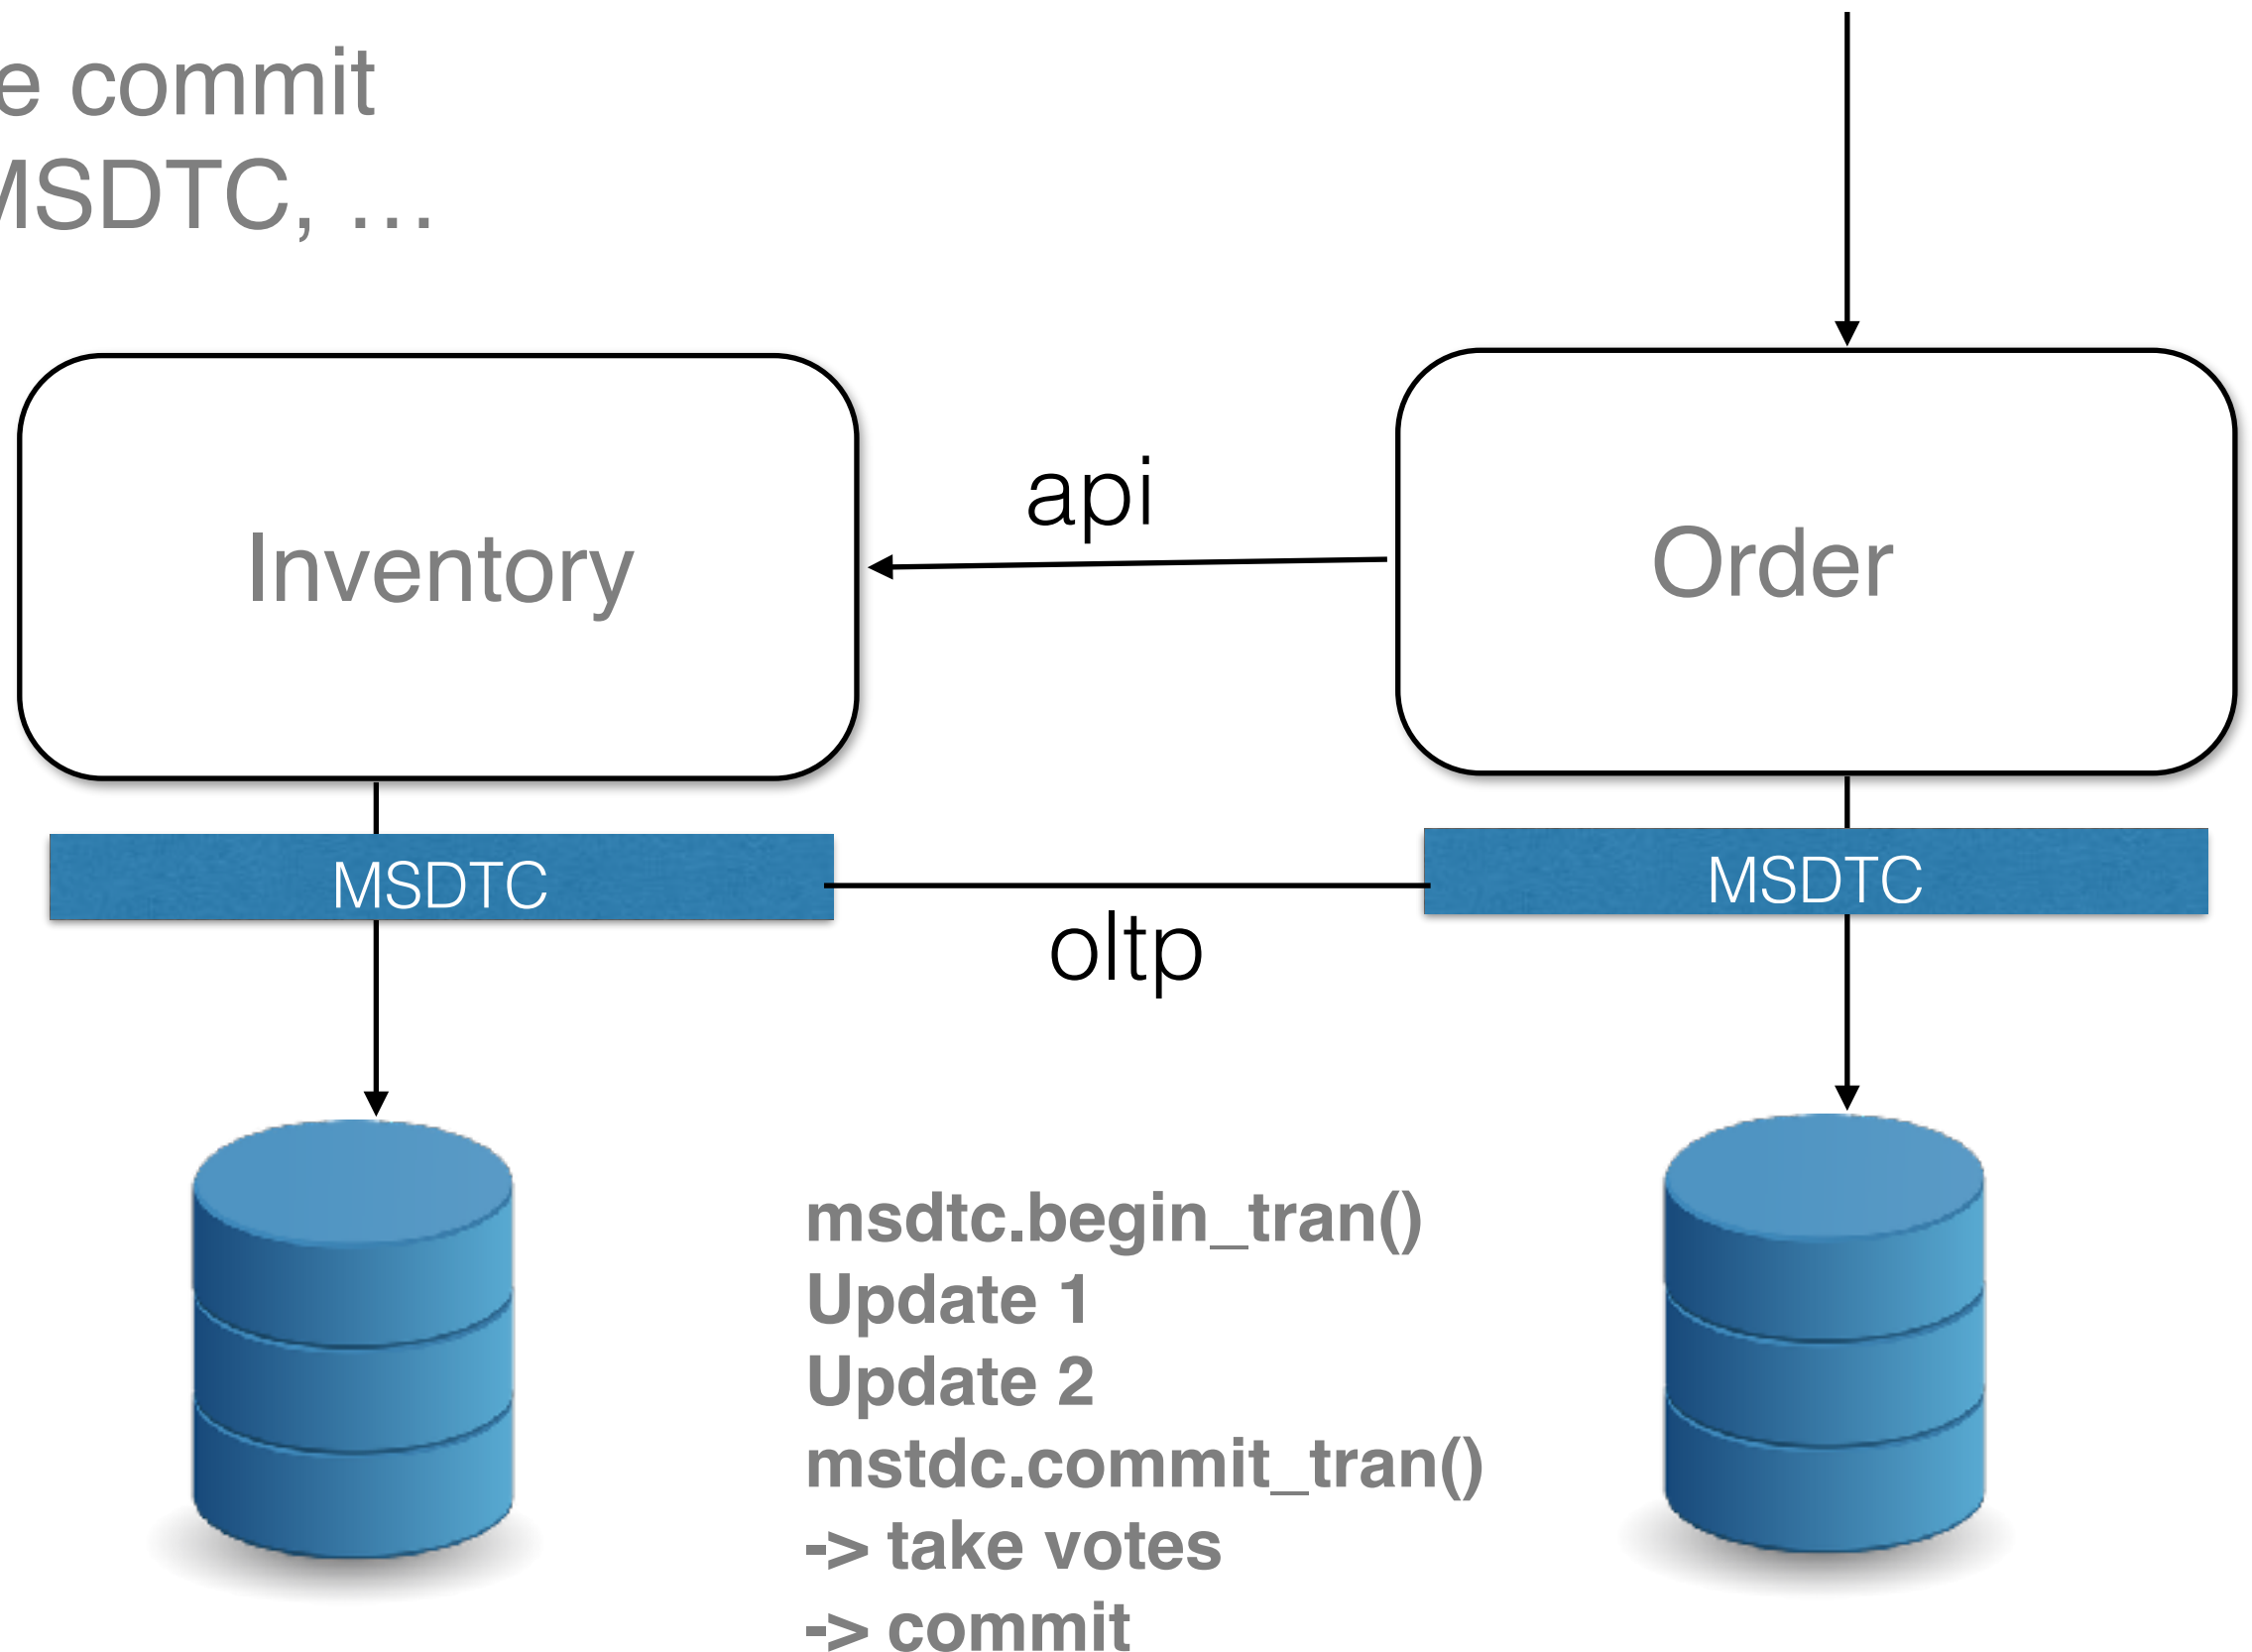 e commit
MSDTC, ...
api
Inventory
Order
MSDTC
MSDTC
oltp
msdtc.begin_tran()
Update 1
Update 2
mstdc.commit_tran()
-> take votes
-> commit